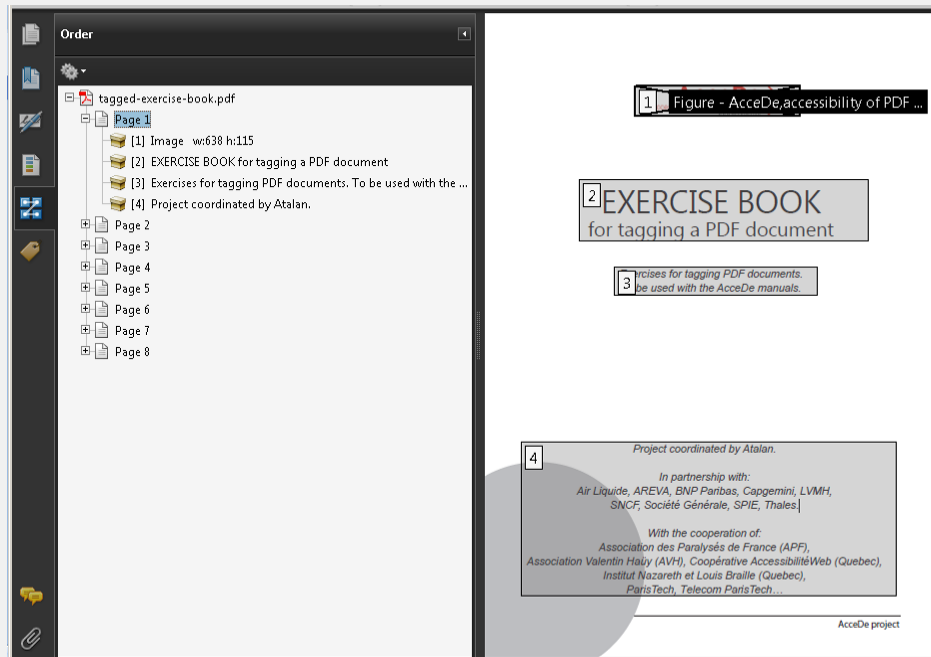 Order
tagged-exercise-book.pdf
Page 1
[1] Image w:638 h:115
[2] EXERCISE BOOK for tagging a PDF document
[3] Exercises for tagging PDF documents. To be used with the ...
[4] Project coordinated by Atalan.
Page 2
Page 3
Page 4
Page 5
Page 6
Page 7
Page 8
1 Figure - AcceDe,accessibility of PDF ...
2 EXERCISE BOOK
for tagging a PDF document
3
rcises for tagging PDF documents.
be used with the AcceDe manuals.
4
Project coordinated by Atalan.
In partnership with:
Air Liquide, AREVA, BNP Paribas, Capgemini, LVMH,
SNCF, Société Générale, SPIE, Thales.
With the cooperation of:
Association des Paralysés de France (APF),
Association Valentin Haüy (AVH), Coopérative AccessibilitéWeb (Quebec),
Institut Nazareth et Louis Braille (Quebec),
ParisTech, Telecom ParisTech…
AcceDe project